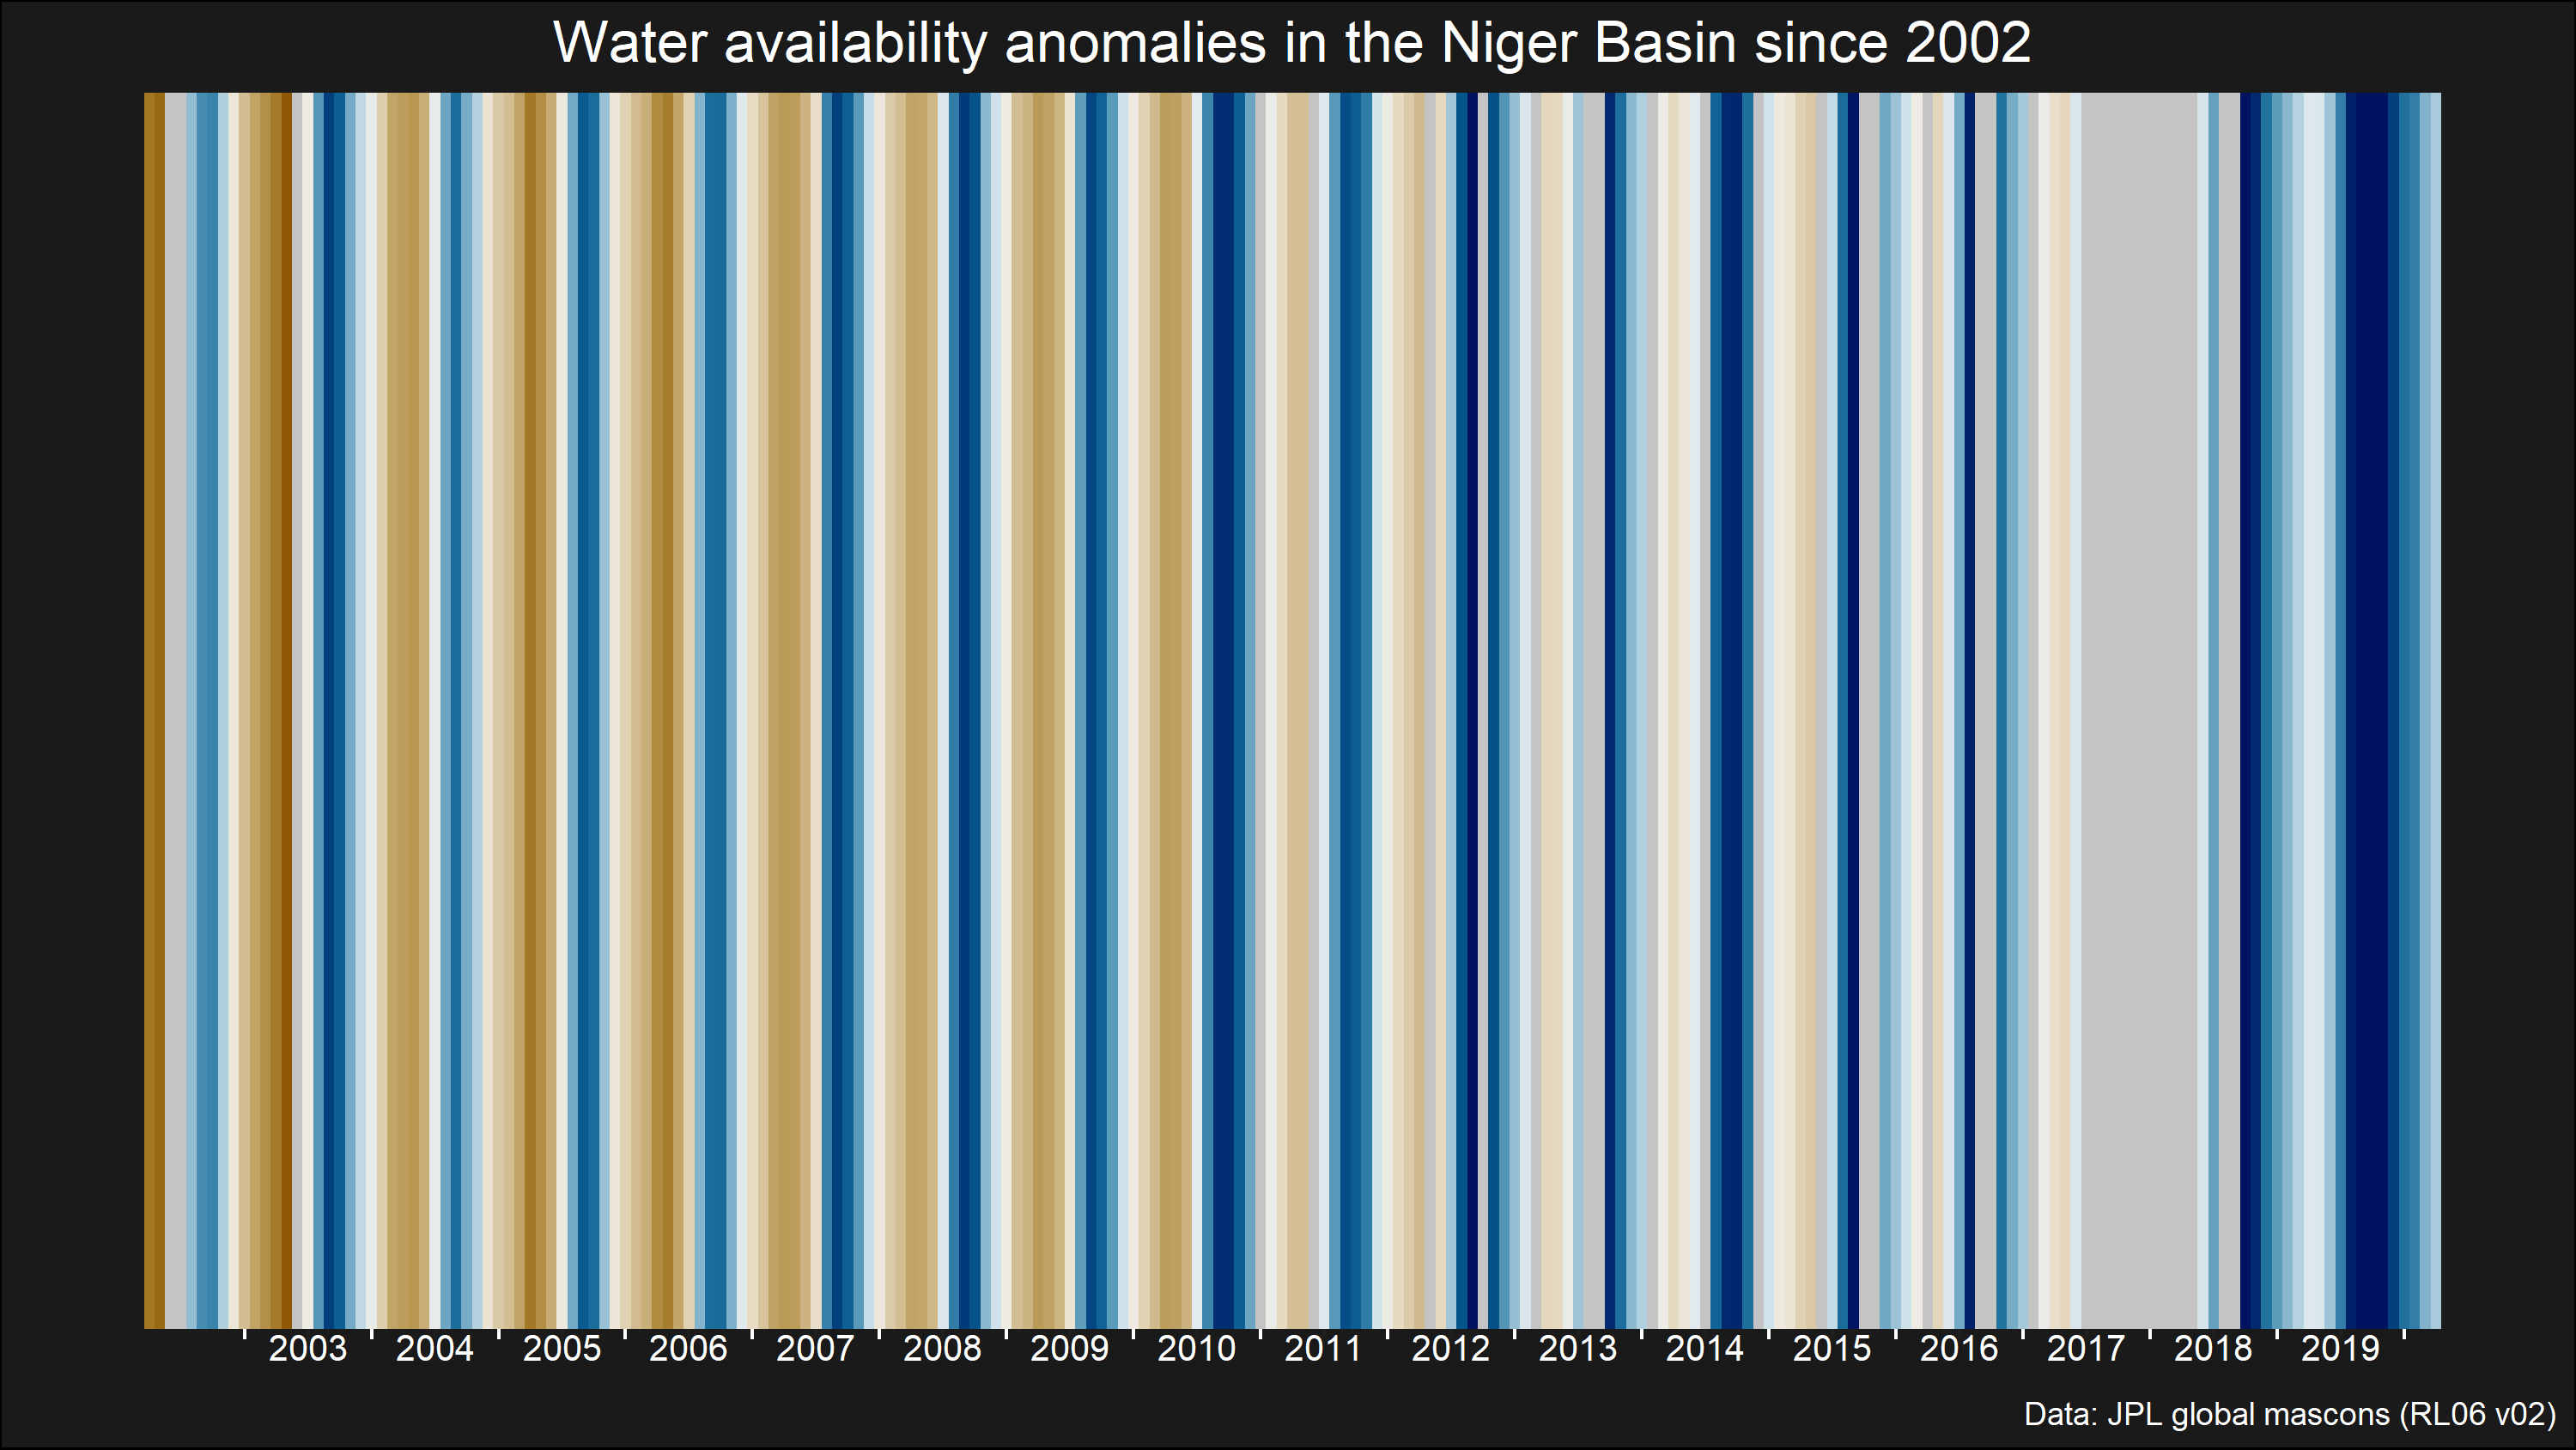 Water availability anomalies in the Niger Basin since 2002
2003 2004 2005 2006 2007 2008 2009 2010 2011 2012 2013 2014 2015 2016 2017 2018 2019
Data: JPL global mascons (RL06 v02)